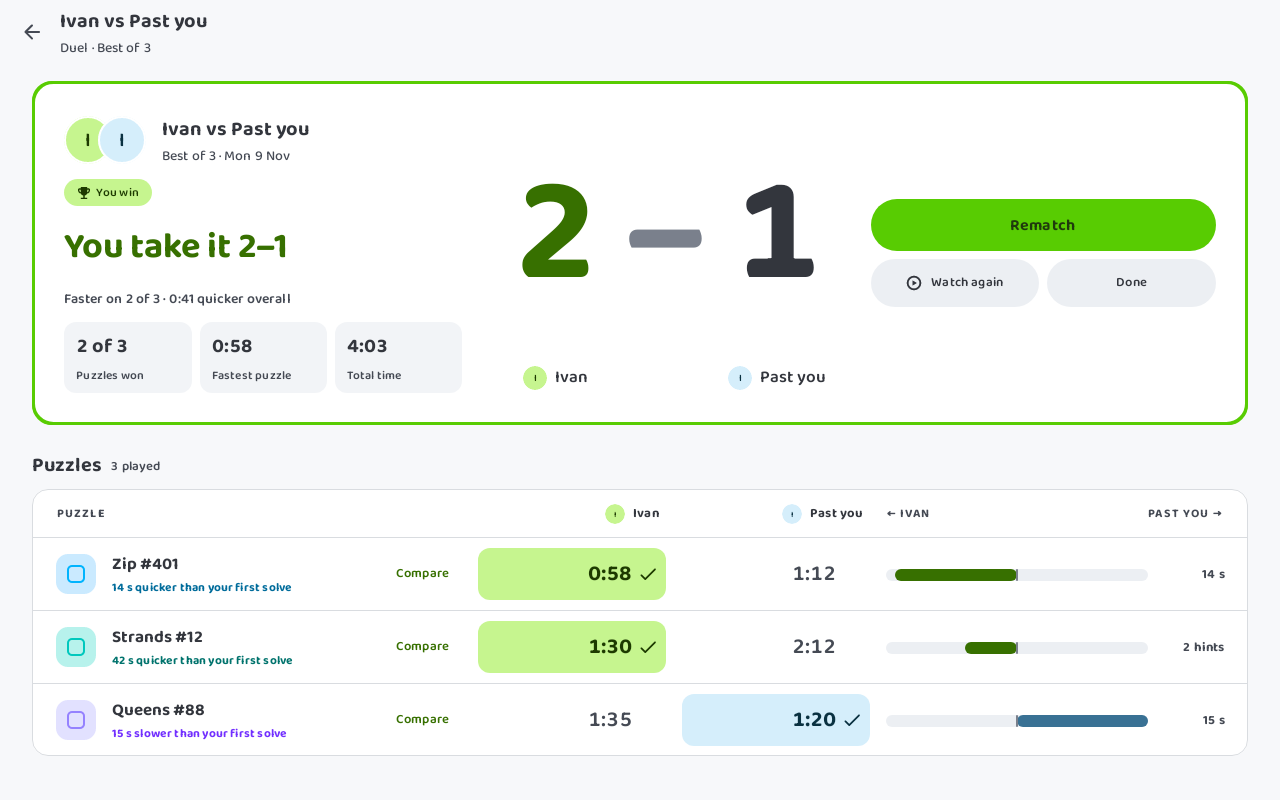 Ivan vs Past you
Duel · Best of 3
I I
Ivan vs Past you
Best of 3 · Mon 9 Nov
You win
You take it 2–1
Faster on 2 of 3 · 0:41 quicker overall
2 of 3
Puzzles won
0:58
Fastest puzzle
4:03
Total time
2 – 1
I Ivan
I Past you
Rematch
Watch again
Done
Puzzles 3 played
PUZZLE I Ivan I Past you ← IVAN PAST YOU →
Zip #401
14 s quicker than your first solve
Compare 0:58 1:12 14 s
Strands #12
42 s quicker than your first solve
Compare 1:30 2:12 2 hints
Queens #88
15 s slower than your first solve
Compare 1:35 1:20 15 s